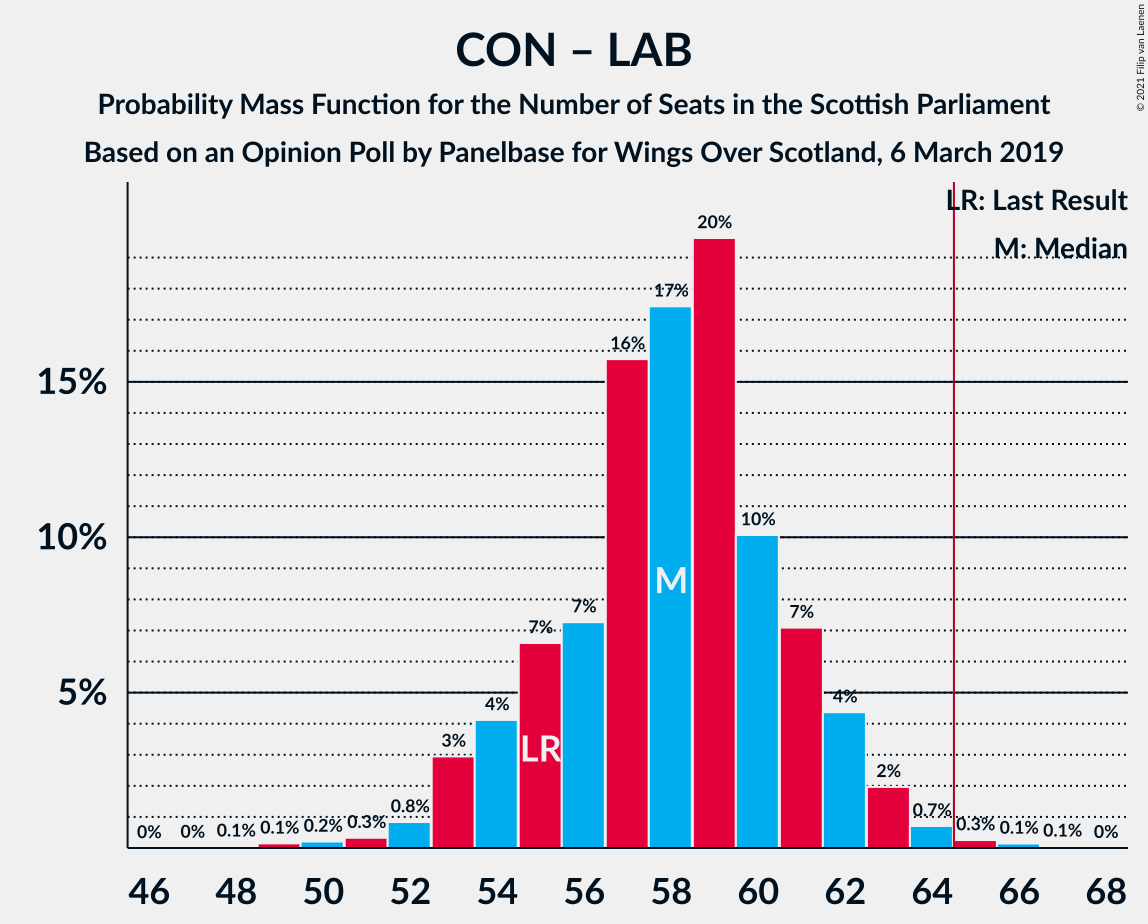 CON – LAB
Probability Mass Function for the Number of Seats in the Scottish Parliament
Based on an Opinion Poll by Panelbase for Wings Over Scotland, 6 March 2019
© 2021 Filip van Laenen
LR: Last Result
M: Median
15%
10%
5%
0%
0%
0.1%
0.1%
0.2%
0.3%
0.8%
3%
4%
7%
7%
16%
17%
20%
10%
7%
4%
2%
0.7%
0.3%
0.1%
0.1%
0%
LR
M
46 48 50 52 54 56 58 60 62 64 66 68